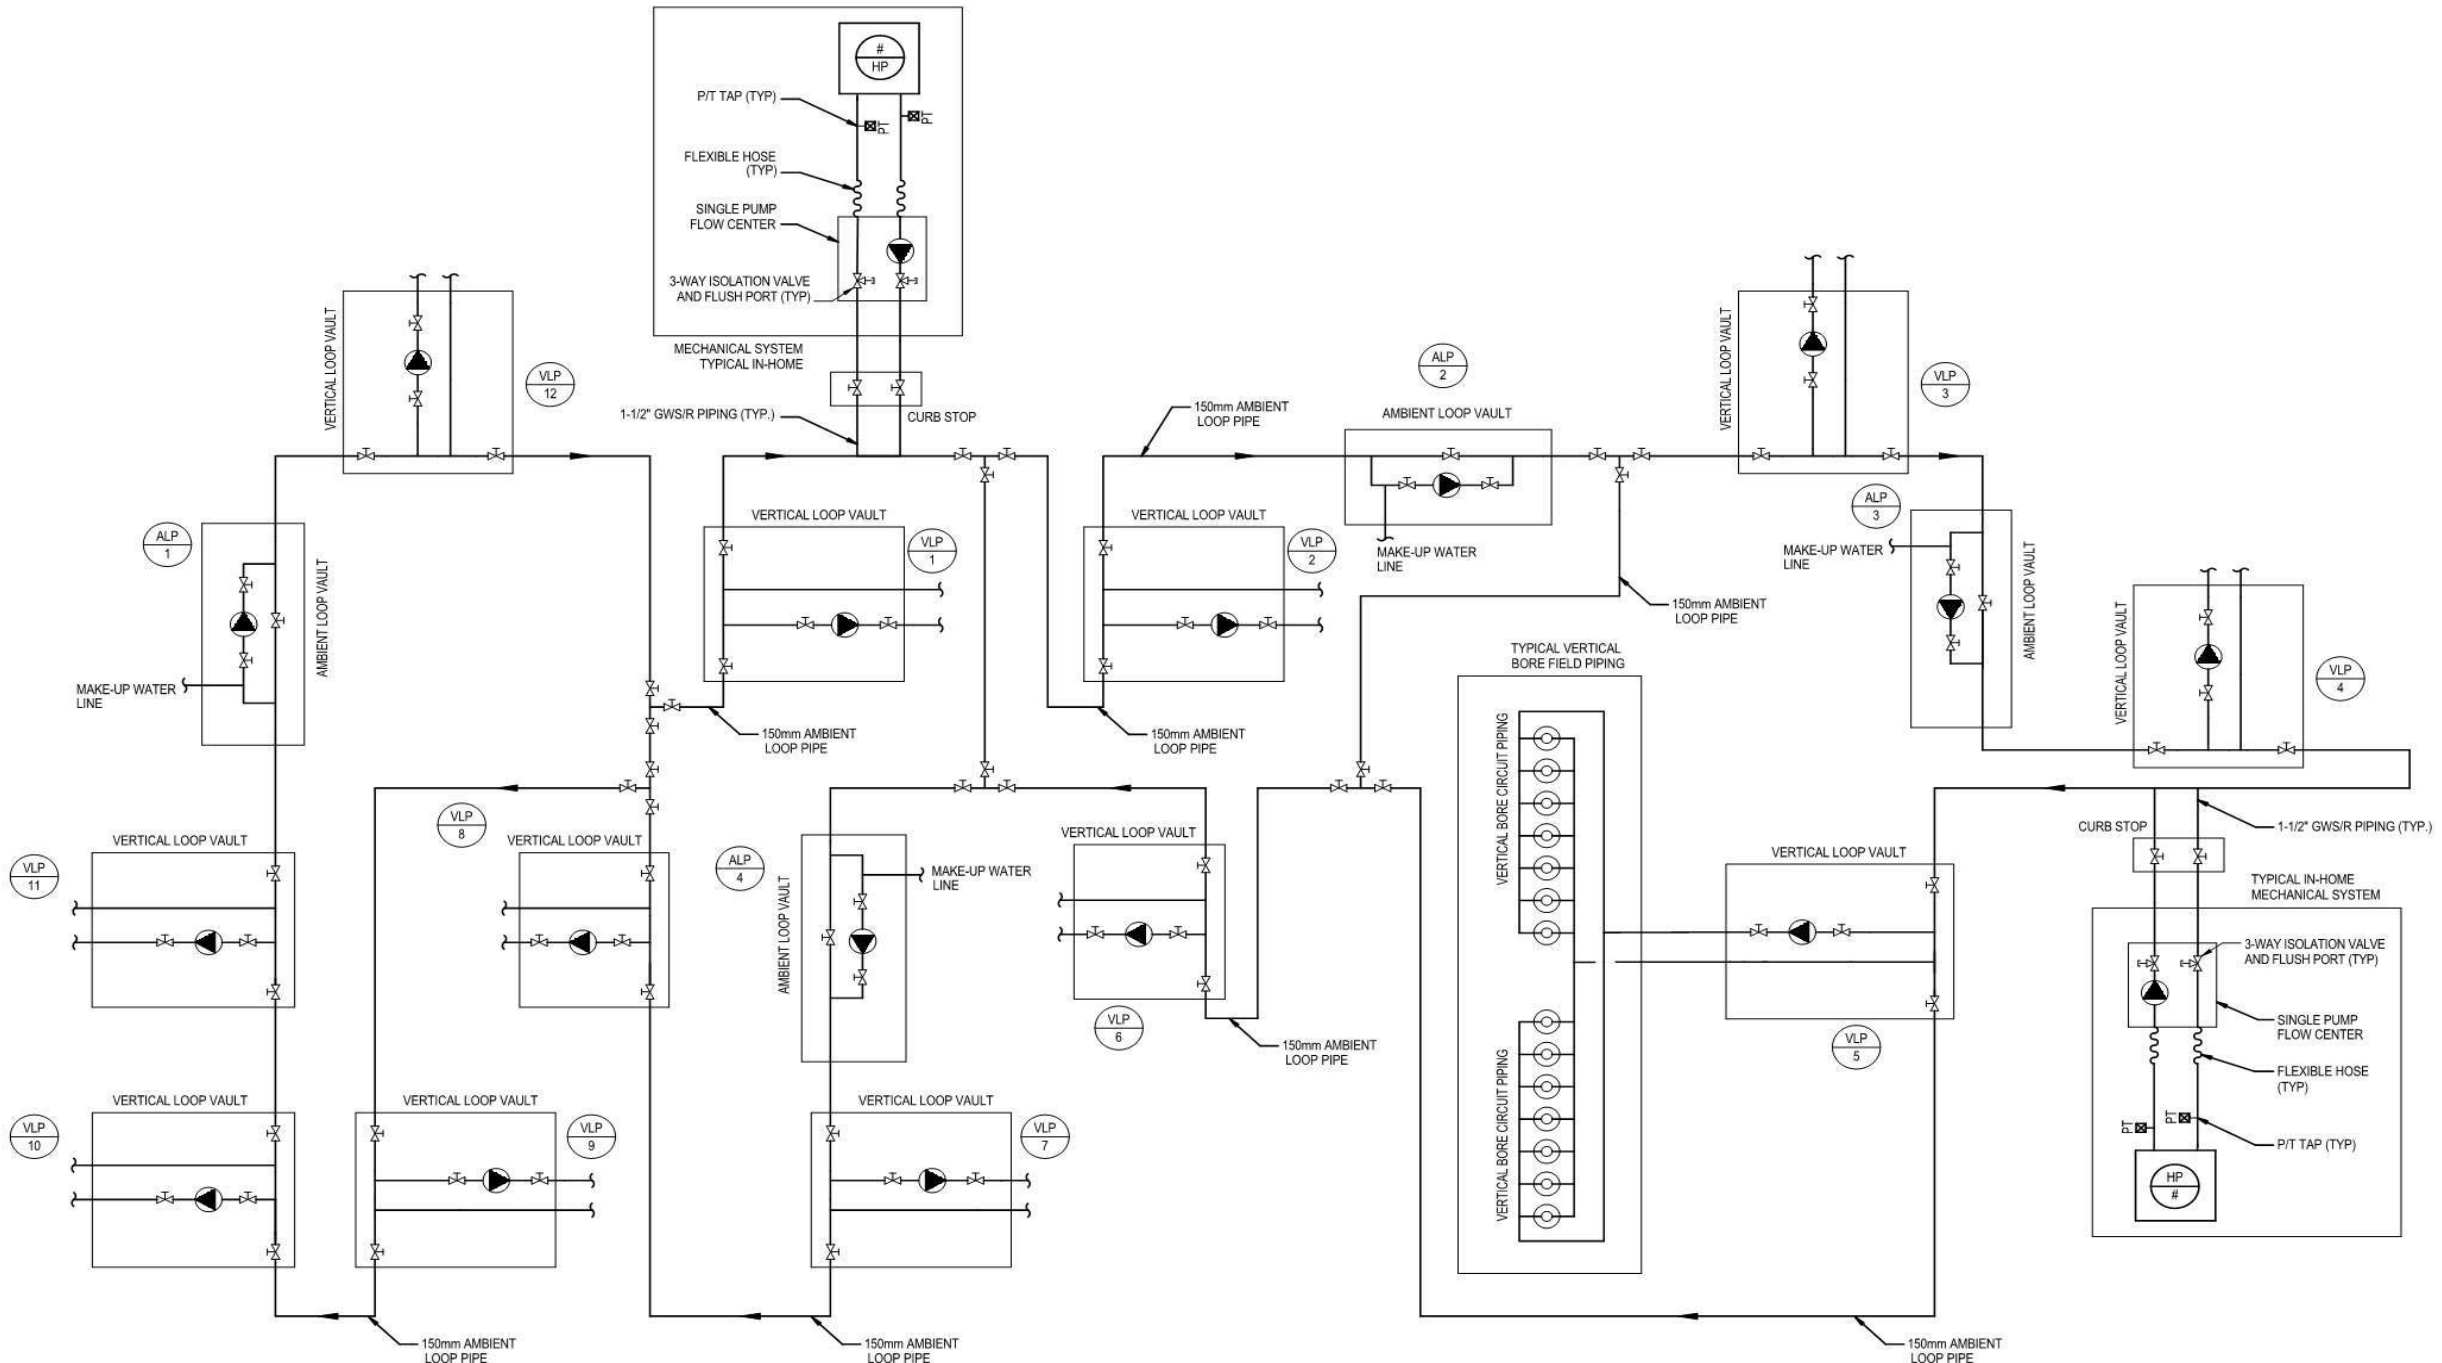 #
HP
P/T TAP (TYP)
PT
PT
FLEXIBLE HOSE
(TYP)
SINGLE PUMP
FLOW CENTER
3-WAY ISOLATION VALVE
AND FLUSH PORT (TYP)
MECHANICAL SYSTEM
TYPICAL IN-HOME
1-1/2" GWS/R PIPING (TYP.)
CURB STOP
VERTICAL LOOP VAULT
VLP
12
ALP
1
AMBIENT LOOP VAULT
MAKE-UP WATER
LINE
VERTICAL LOOP VAULT
VLP
1
150mm AMBIENT
LOOP PIPE
150mm AMBIENT
LOOP PIPE
ALP
2
AMBIENT LOOP VAULT
MAKE-UP WATER
LINE
VERTICAL LOOP VAULT
VLP
2
150mm AMBIENT
LOOP PIPE
VERTICAL LOOP VAULT
VLP
3
ALP
3
MAKE-UP WATER
LINE
AMBIENT LOOP VAULT
150mm AMBIENT
LOOP PIPE
VERTICAL LOOP VAULT
VLP
4
TYPICAL VERTICAL
BORE FIELD PIPING
VERTICAL BORE CIRCUIT PIPING
VERTICAL BORE CIRCUIT PIPING
VERTICAL LOOP VAULT
VLP
11
VLP
8
VERTICAL LOOP VAULT
ALP
4
AMBIENT LOOP VAULT
MAKE-UP WATER
LINE
VERTICAL LOOP VAULT
VLP
6
150mm AMBIENT
LOOP PIPE
VERTICAL LOOP VAULT
VLP
5
CURB STOP
1-1/2" GWS/R PIPING (TYP.)
TYPICAL IN-HOME
MECHANICAL SYSTEM
3-WAY ISOLATION VALVE
AND FLUSH PORT (TYP)
SINGLE PUMP
FLOW CENTER
FLEXIBLE HOSE
(TYP)
PT
PT
P/T TAP (TYP)
HP
#
VERTICAL LOOP VAULT
VLP
10
VERTICAL LOOP VAULT
VLP
9
VERTICAL LOOP VAULT
VLP
7
150mm AMBIENT
LOOP PIPE
150mm AMBIENT
LOOP PIPE
150mm AMBIENT
LOOP PIPE